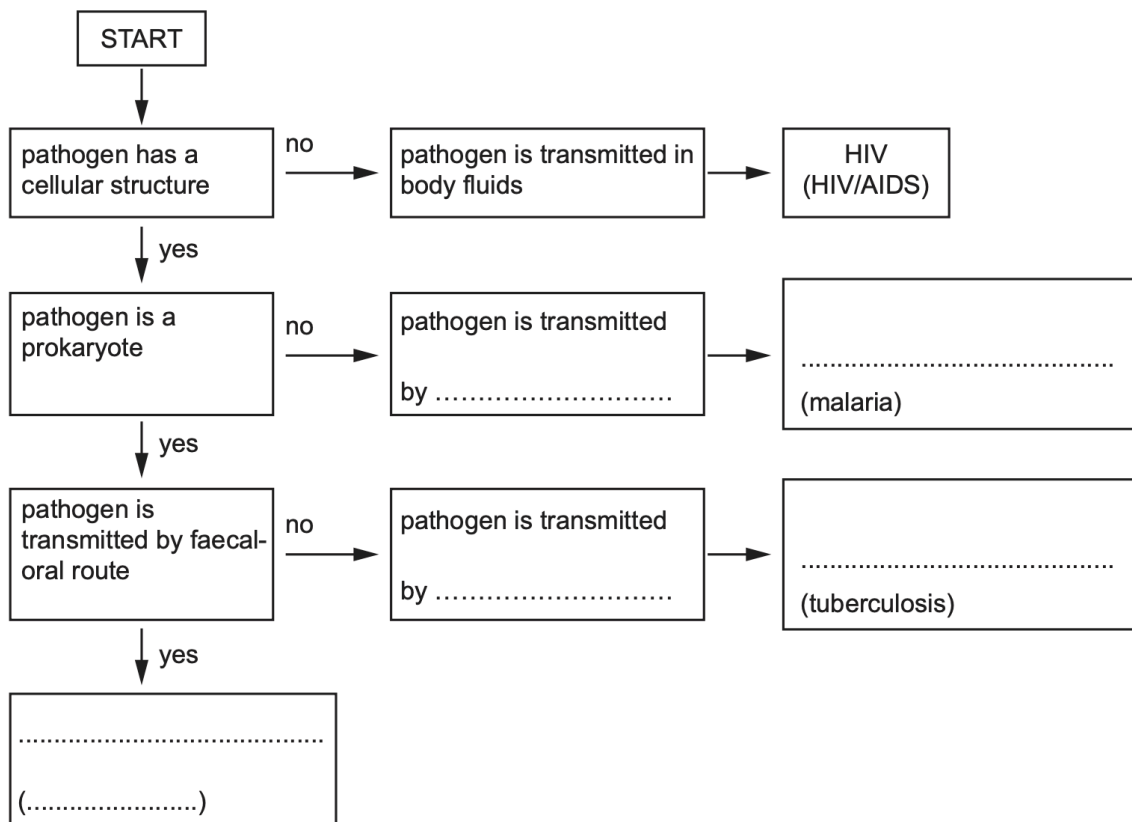 START
pathogen has a
cellular structure
no
pathogen is transmitted in
body fluids
HIV
(HIV/AIDS)
yes
pathogen is a
prokaryote
no
pathogen is transmitted
by ..............................
............................................
(malaria)
yes
pathogen is
transmitted by faecal-
oral route
no
pathogen is transmitted
by ..............................
............................................
(tuberculosis)
yes
...........................................
(........................)